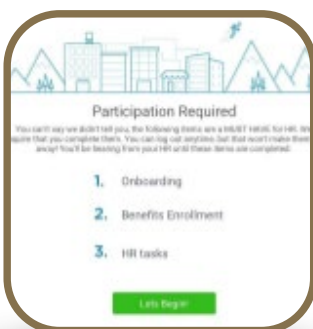 Participation Required
You can't say we didn't tell you, the following items are a MUST HAVE for HR. We
require that you complete them. You can log out anytime, but that won't make them go
away! You'll be hearing from your HR until these items are completed.
1. Onboarding
2. Benefits Enrollment
3. HR tasks
Lets Begin!